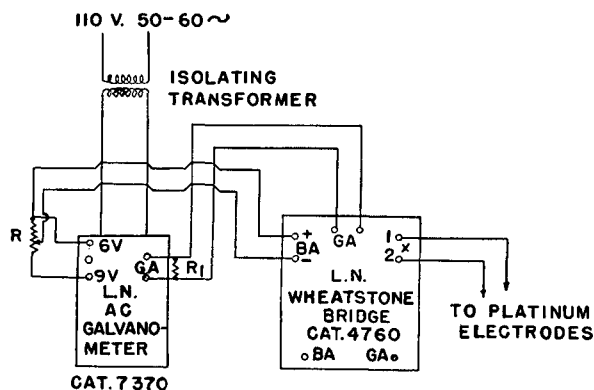 110 V. 50-60 ~
ISOLATING
TRANSFORMER
R
6V
9V
GA
R1
L.N.
AC
GALVANO-
METER
CAT. 7370
+
BA
-
GA
1
X
2
L.N.
WHEATSTONE
BRIDGE
CAT. 4760
BA
GA
TO PLATINUM
ELECTRODES